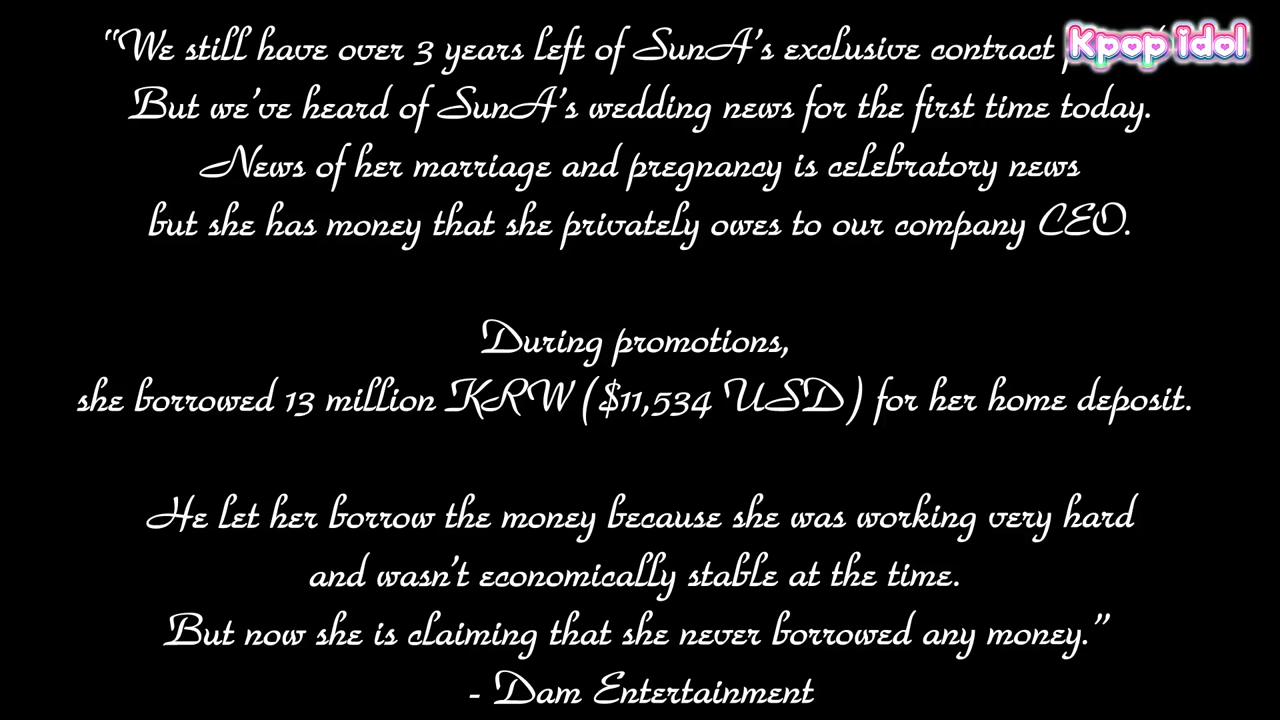 "We still have over 3 years left of SunA's exclusive contract
Kpop idol
But we've heard of SunA's wedding news for the first time today.
News of her marriage and pregnancy is celebratory news
but she has money that she privately owes to our company CEO.
During promotions,
she borrowed 13 million KRW ($11,534 USD) for her home deposit.
He let her borrow the money because she was working very hard
and wasn't economically stable at the time.
But now she is claiming that she never borrowed any money."
- Dam Entertainment